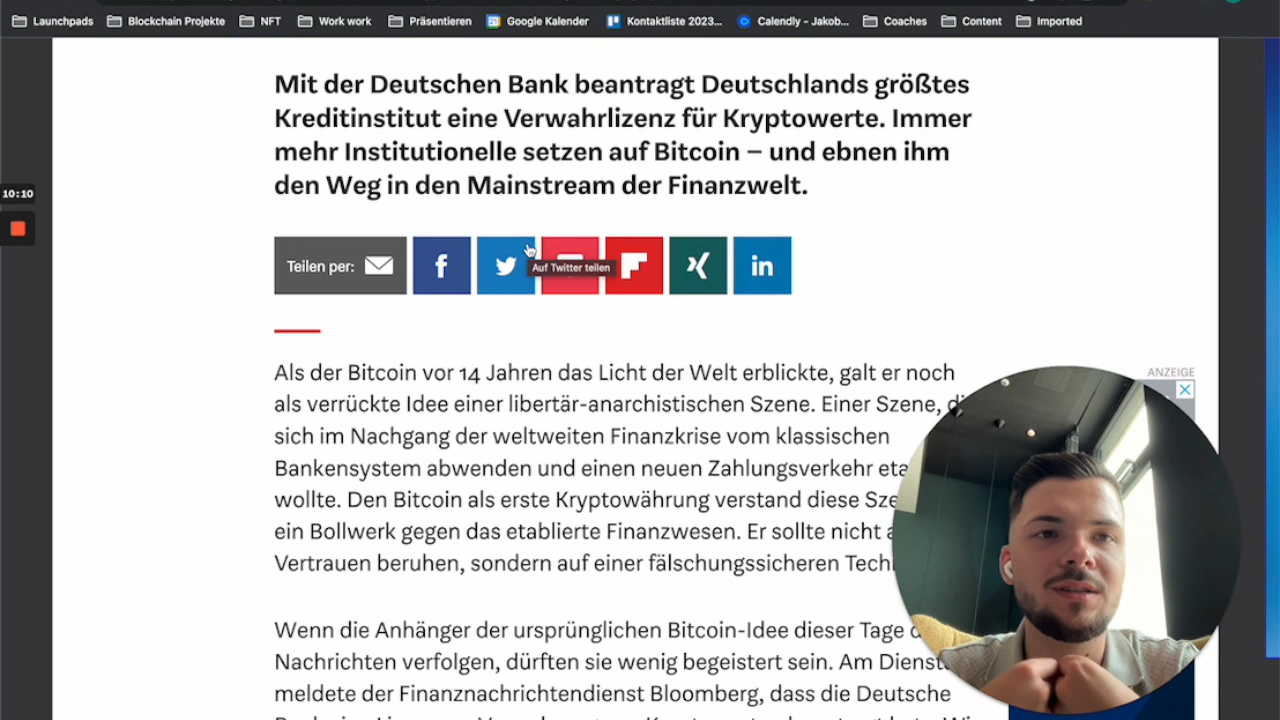 Launchpads Blockchain Projekte NFT Work work Präsentieren Google Kalender Kontaktliste 2023... Calendly - Jakob... Coaches Content Imported
Mit der Deutschen Bank beantragt Deutschlands größtes
Kreditinstitut eine Verwahrlizenz für Kryptowerte. Immer
mehr Institutionelle setzen auf Bitcoin – und ebnen ihm
den Weg in den Mainstream der Finanzwelt.
10:10
Teilen per:
Auf Twitter teilen
Als der Bitcoin vor 14 Jahren das Licht der Welt erblickte, galt er noch
als verrückte Idee einer libertär-anarchistischen Szene. Einer Szene,
sich im Nachgang der weltweiten Finanzkrise vom klassischen
Bankensystem abwenden und einen neuen Zahlungsverkehr
wollte. Den Bitcoin als erste Kryptowährung verstand diese
ein Bollwerk gegen das etablierte Finanzwesen. Er sollte nicht
Vertrauen beruhen, sondern auf einer fälschungssicheren
ANZEIGE
Wenn die Anhänger der ursprünglichen Bitcoin-Idee dieser Tage
Nachrichten verfolgen, dürften sie wenig begeistert sein. Am
meldete der Finanznachrichtendienst Bloomberg, dass die Deutsche